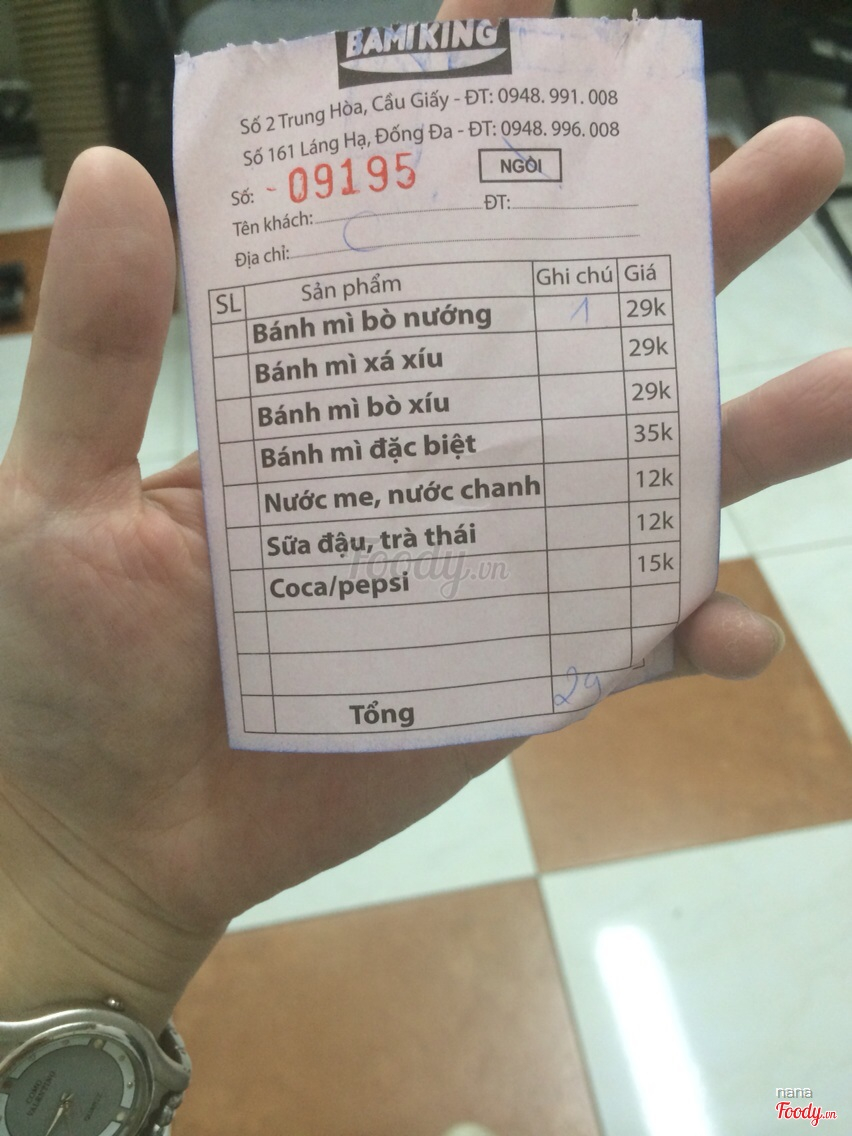 BAMIKING
Số 2 Trung Hòa, Cầu Giấy - ĐT: 0948. 991. 008
Số 161 Láng Hạ, Đống Đa - ĐT: 0948. 996. 008
Số: - 09195 NGỒI
Tên khách: ĐT:
Địa chỉ:
SL Sản phẩm Ghi chú Giá
Bánh mì bò nướng 1 29k
Bánh mì xá xíu 29k
Bánh mì bò xíu 29k
Bánh mì đặc biệt 35k
Nước me, nước chanh 12k
Sữa đậu, trà thái 12k
Coca/pepsi 15k
Tổng 29
Foody.vn
nana
Foody.vn